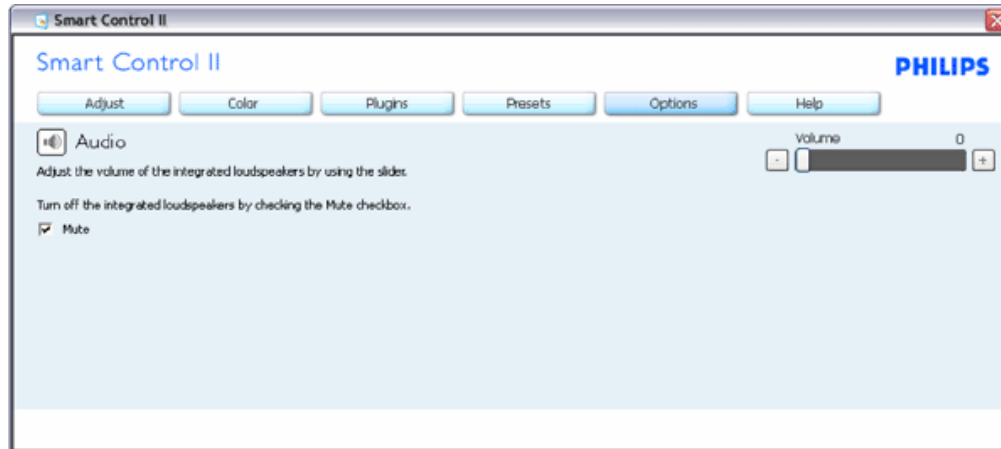 Smart Control II
Smart Control II
PHILIPS
Adjust Color Plugins Presets Options Help
Audio
Volume 0
- +
Adjust the volume of the integrated loudspeakers by using the slider.
Turn off the integrated loudspeakers by checking the Mute checkbox.
Mute